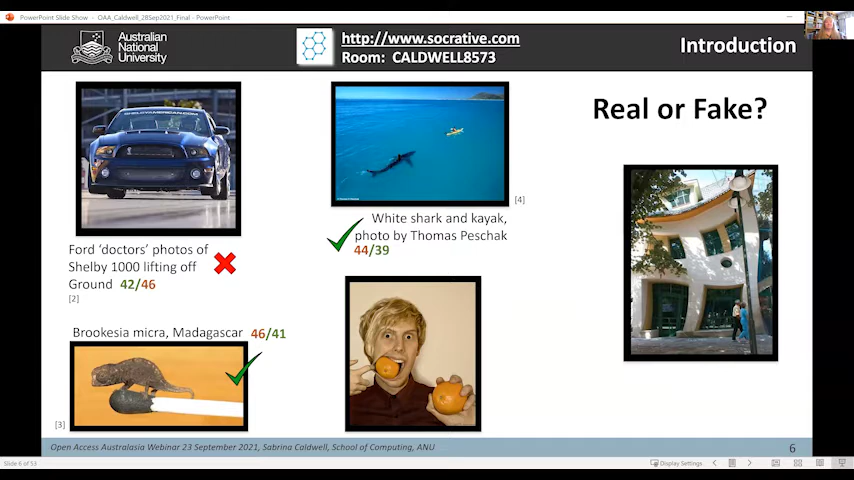 PowerPoint Slide Show - OAA_Caldwell_28Sep2021_Final - PowerPoint
Australian
National
University
http://www.socrative.com
Room: CALDWELL8573
Introduction
Real or Fake?
SHELBYAMERICAN.COM
[4]
White shark and kayak,
photo by Thomas Peschak
44/39
Ford ‘doctors’ photos of
Shelby 1000 lifting off
Ground 42/46
[2]
Brookesia micra, Madagascar 46/41
[3]
Open Access Australasia Webinar 23 September 2021, Sabrina Caldwell, School of Computing, ANU
6
Slide 6 of 53
Display Settings